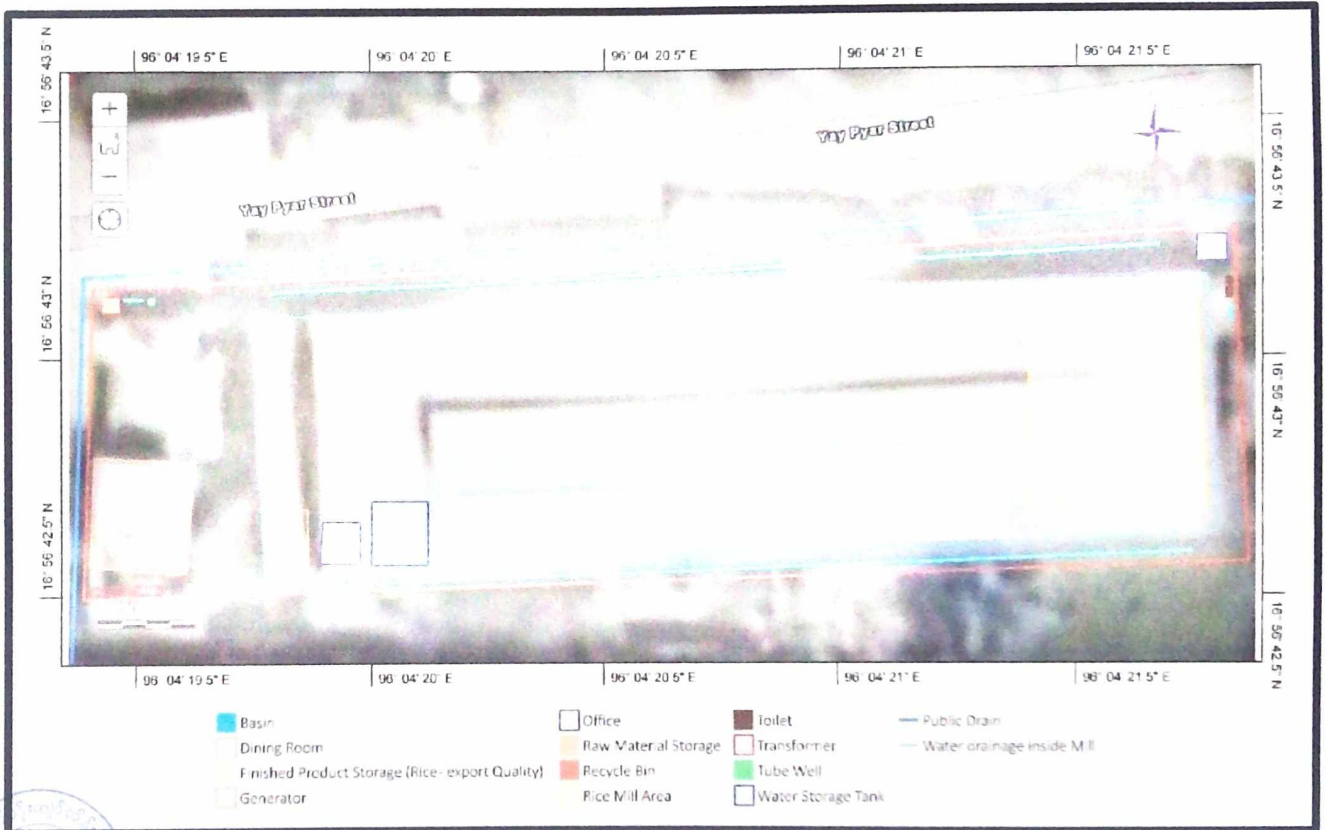 96° 04' 19.5" E
96° 04' 20" E
96° 04' 20.5" E
96° 04' 21" E
96° 04' 21.5" E
16° 56' 43.5" N
16° 56' 43" N
16° 56' 42.5" N
+
−
Yay Pyar Street
Yay Pyar Street
16° 56' 43.5" N
16° 56' 43" N
16° 56' 42.5" N
96° 04' 19.5" E
96° 04' 20" E
96° 04' 20.5" E
96° 04' 21" E
96° 04' 21.5" E
Basin
Dining Room
Finished Product Storage (Rice- export Quality)
Generator
Office
Raw Material Storage
Recycle Bin
Rice Mill Area
Toilet
Transformer
Tube Well
Water Storage Tank
Public Drain
Water drainage inside Mill